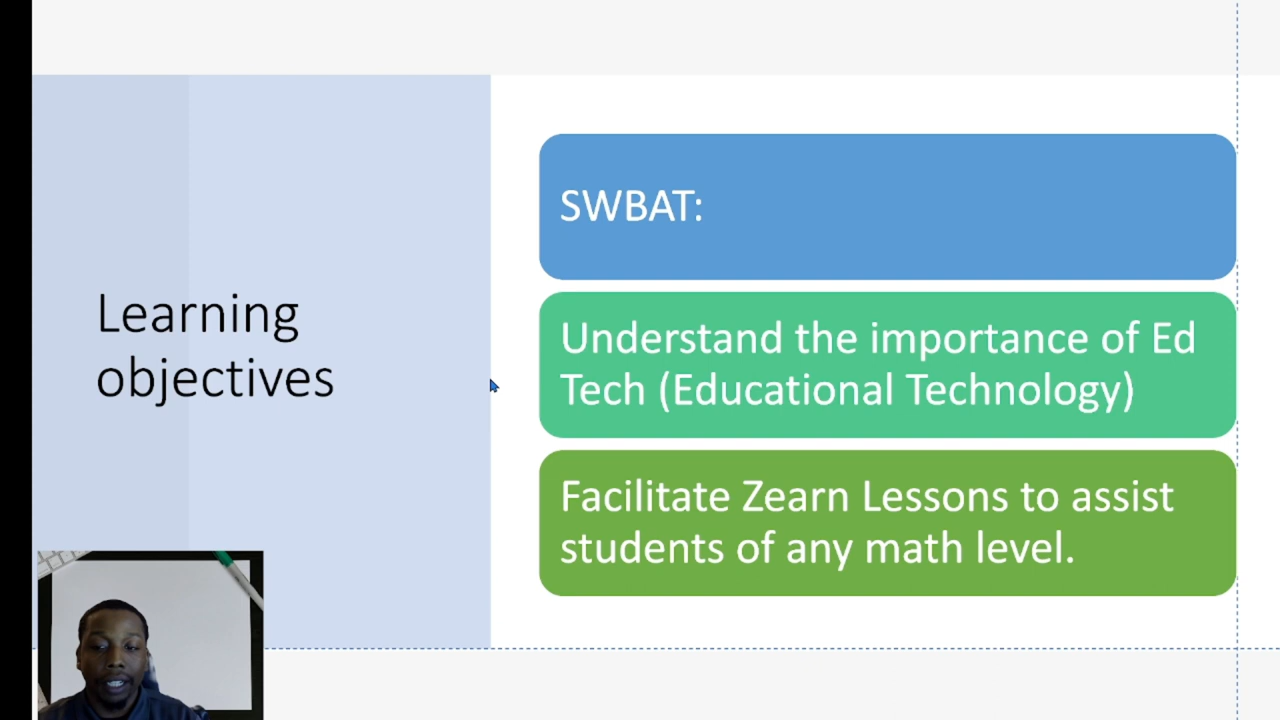 Learning
objectives
SWBAT:
Understand the importance of Ed
Tech (Educational Technology)
Facilitate Zearn Lessons to assist
students of any math level.